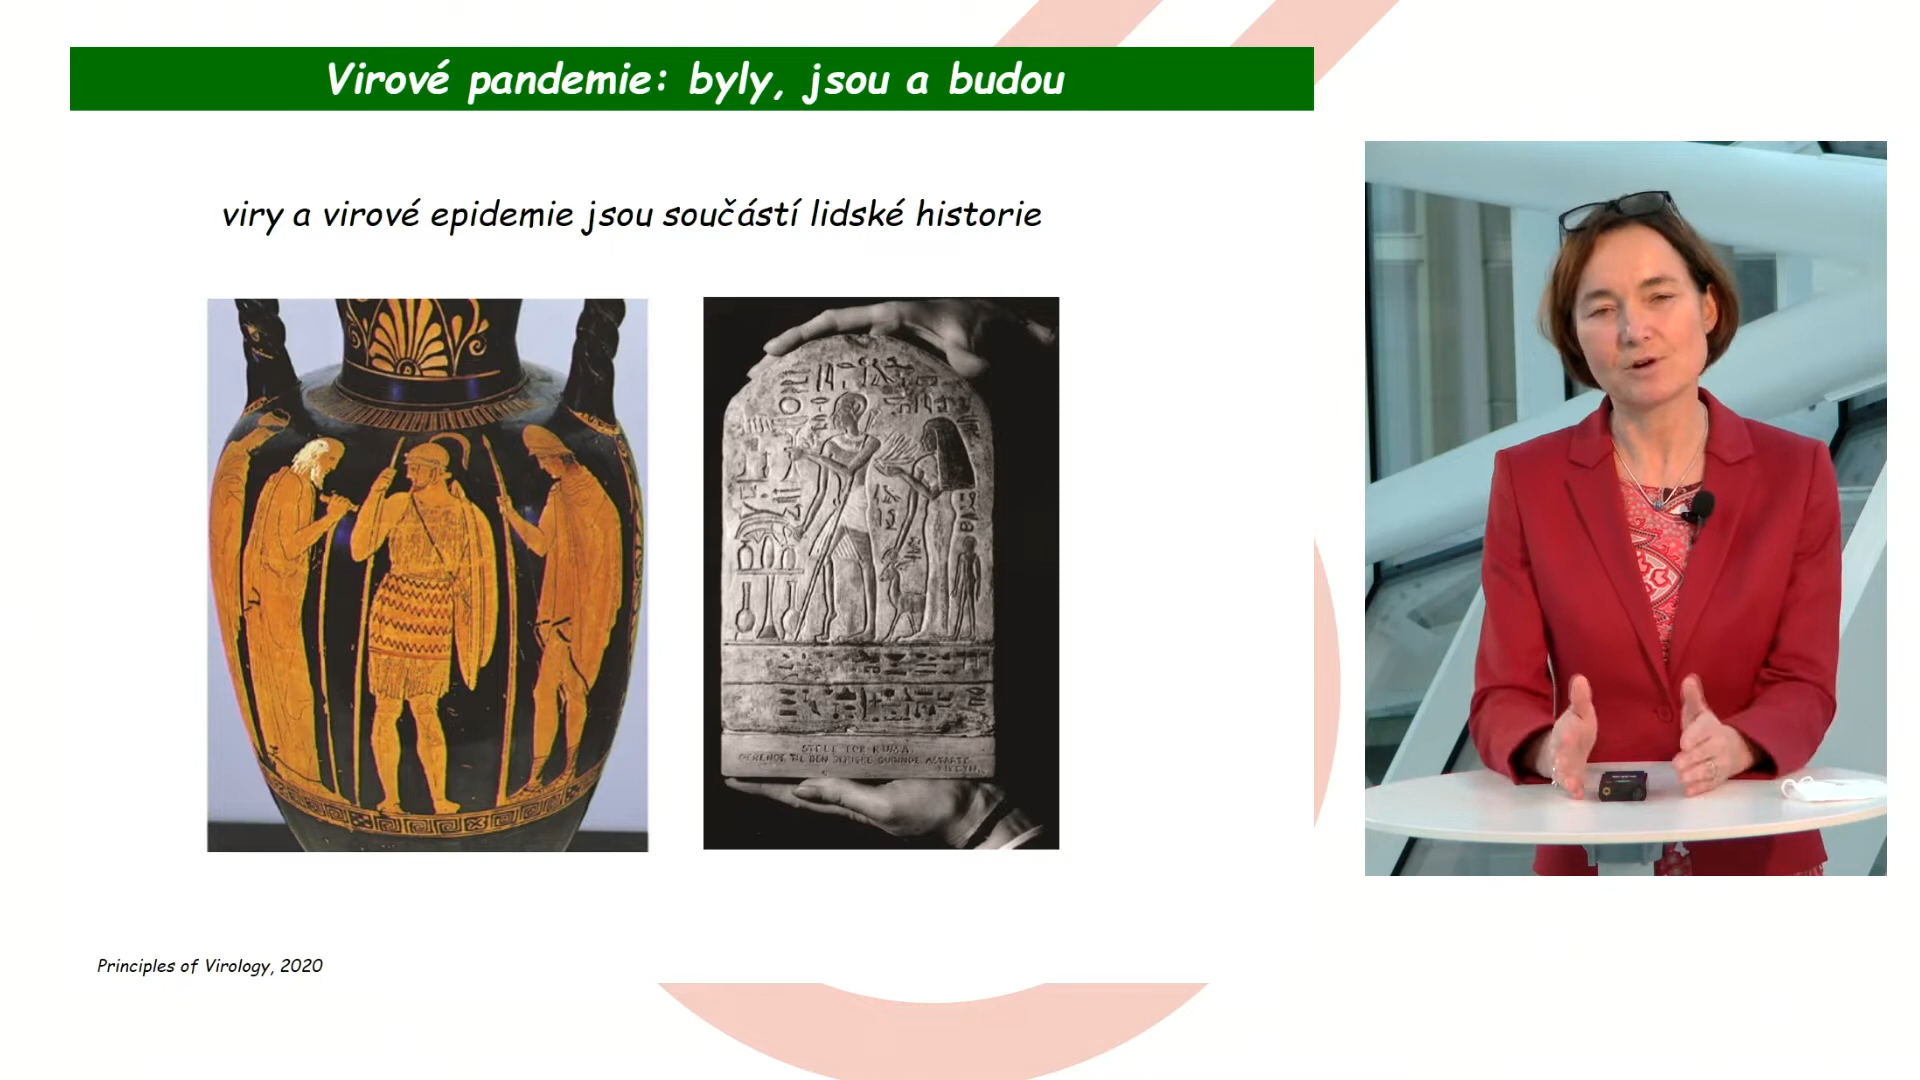 Virové pandemie: byly, jsou a budou
viry a virové epidemie jsou součástí lidské historie
Principles of Virology, 2020